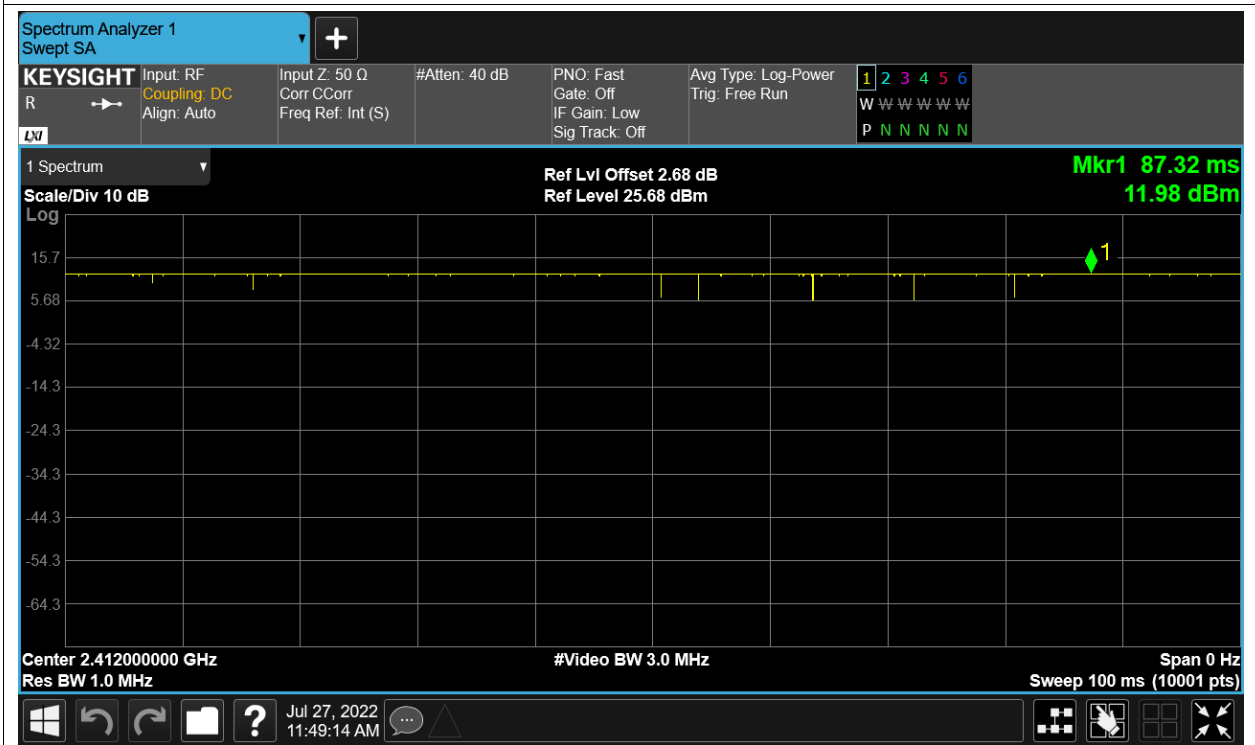 Spectrum Analyzer 1
Swept SA
KEYSIGHT
R
LXI
Input: RF
Coupling: DC
Align: Auto
Input Z: 50 Ω
Corr CCorr
Freq Ref: Int (S)
#Atten: 40 dB
PNO: Fast
Gate: Off
IF Gain: Low
Sig Track: Off
Avg Type: Log-Power
Trig: Free Run
1 2 3 4 5 6
W W W W W W
P N N N N N
1 Spectrum
Scale/Div 10 dB
Log
Ref Lvl Offset 2.68 dB
Ref Level 25.68 dBm
Mkr1 87.32 ms
11.98 dBm
1
15.7
5.68
-4.32
-14.3
-24.3
-34.3
-44.3
-54.3
-64.3
Center 2.412000000 GHz
#Video BW 3.0 MHz
Span 0 Hz
Res BW 1.0 MHz
Sweep 100 ms (10001 pts)
?
Jul 27, 2022
11:49:14 AM